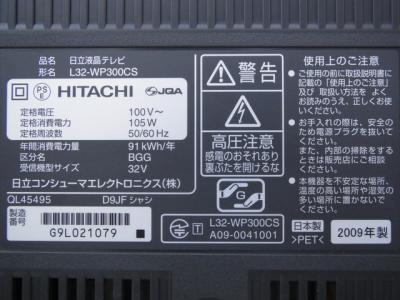 品名 日立液晶テレビ
形名 L32-WP300CS
PS
E
HITACHI JQA
定格電圧 100V~
定格消費電力 105W
定格周波数 50/60Hz
年間消費電力量 91kWh/年
区分名 BGG
受信機型サイズ 32V
日立コンシューマエレクトロニクス(株)
QL45495 D9JFシャシ
製造
番号
G9L021079
警告
高圧注意
感電のおそれあり
裏ぶたを開けるな
T L32-WP300CS
A09-0041001
使用上のご注意
●ご使用の前に取扱説明書に
記載された「使用上のご注意」
及び 取扱い方法を よく
お読みのうえ、正しくお使い
ください。
●お手入れの際は、安全の
ため電源プラグを抜いて
ください。
また、内部の掃除をする
ときは販売店にご相談
ください。
●本機器を不安定な場所、
湿度の高い場所や湿気の
多い場所に置かないで
ください。
日本製
>PET<
2009年製